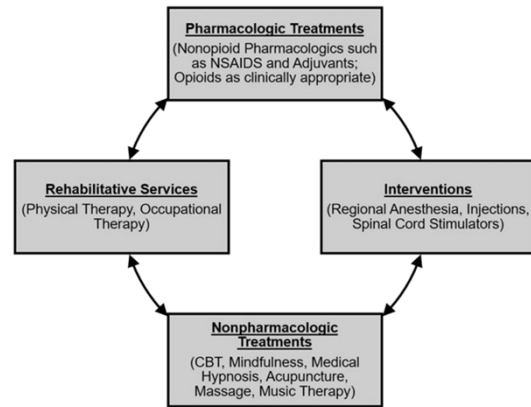 Pharmacologic Treatments
(Nonopioid Pharmacologics such
as NSAIDS and Adjuvants;
Opioids as clinically appropriate)
Rehabilitative Services
(Physical Therapy, Occupational
Therapy)
Interventions
(Regional Anesthesia, Injections,
Spinal Cord Stimulators)
Nonpharmacologic
Treatments
(CBT, Mindfulness, Medical
Hypnosis, Acupuncture,
Massage, Music Therapy)